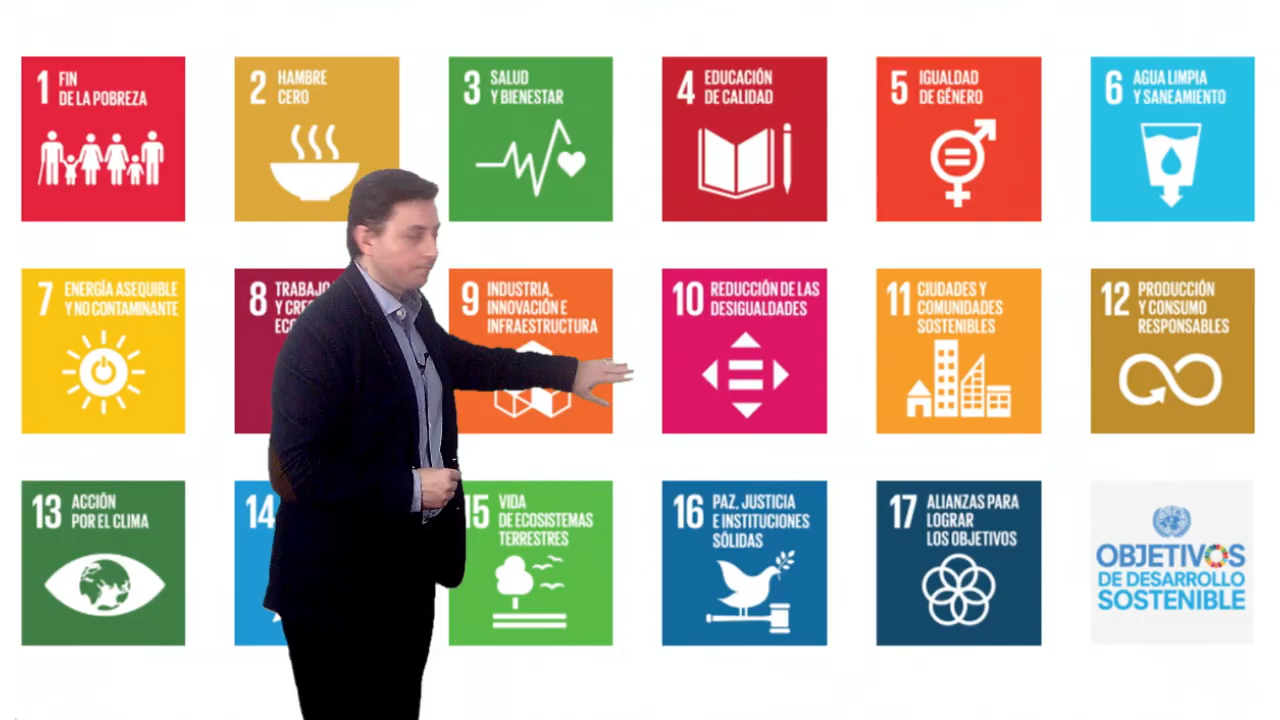 1 FIN
DE LA POBREZA
2 HAMBRE
CERO
3 SALUD
Y BIENESTAR
4 EDUCACIÓN
DE CALIDAD
5 IGUALDAD
DE GÉNERO
6 AGUA LIMPIA
Y SANEAMIENTO
7 ENERGÍA ASEQUIBLE
Y NO CONTAMINANTE
8
9 INDUSTRIA,
INNOVACIÓN E
INFRAESTRUCTURA
10 REDUCCIÓN DE LAS
DESIGUALDADES
11 CIUDADES Y
COMUNIDADES
SOSTENIBLES
12 PRODUCCIÓN
Y CONSUMO
RESPONSABLES
13 ACCIÓN
POR EL CLIMA
14
15 VIDA
DE ECOSISTEMAS
TERRESTRES
16 PAZ, JUSTICIA
E INSTITUCIONES
SÓLIDAS
17 ALIANZAS PARA
LOGRAR
LOS OBJETIVOS
OBJETIVOS
DE DESARROLLO
SOSTENIBLE